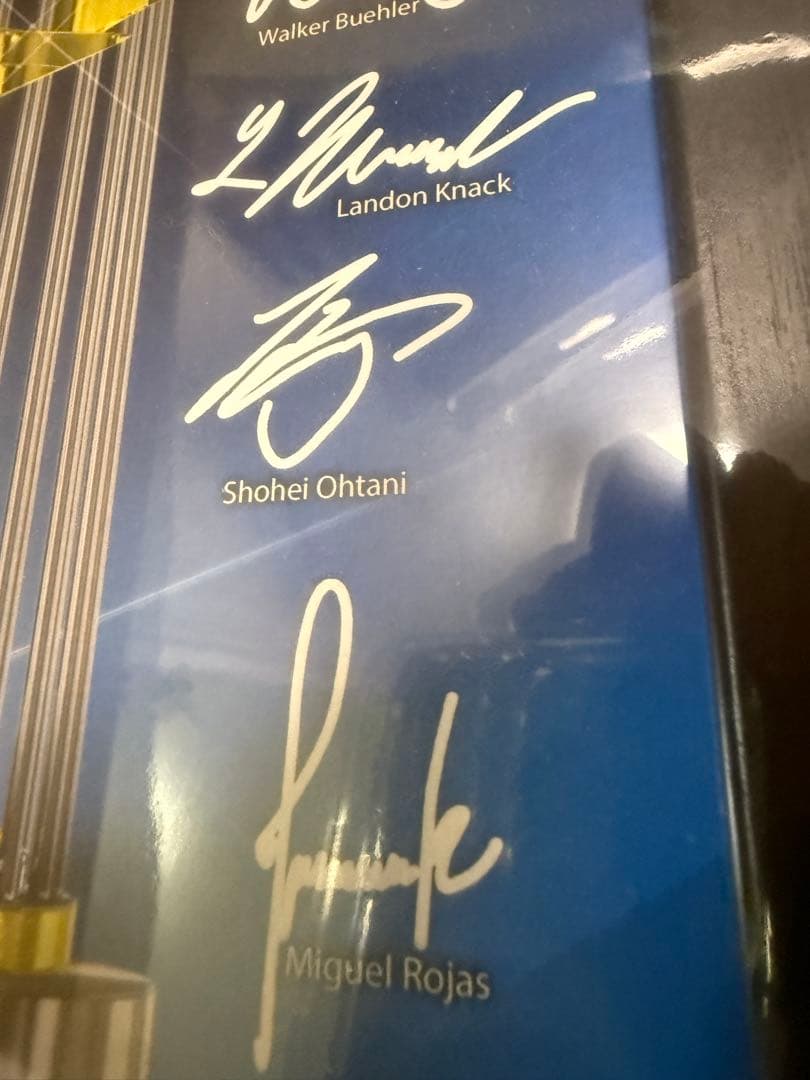 Walker Buehler
Landon Knack
Shohei Ohtani
Miguel Rojas